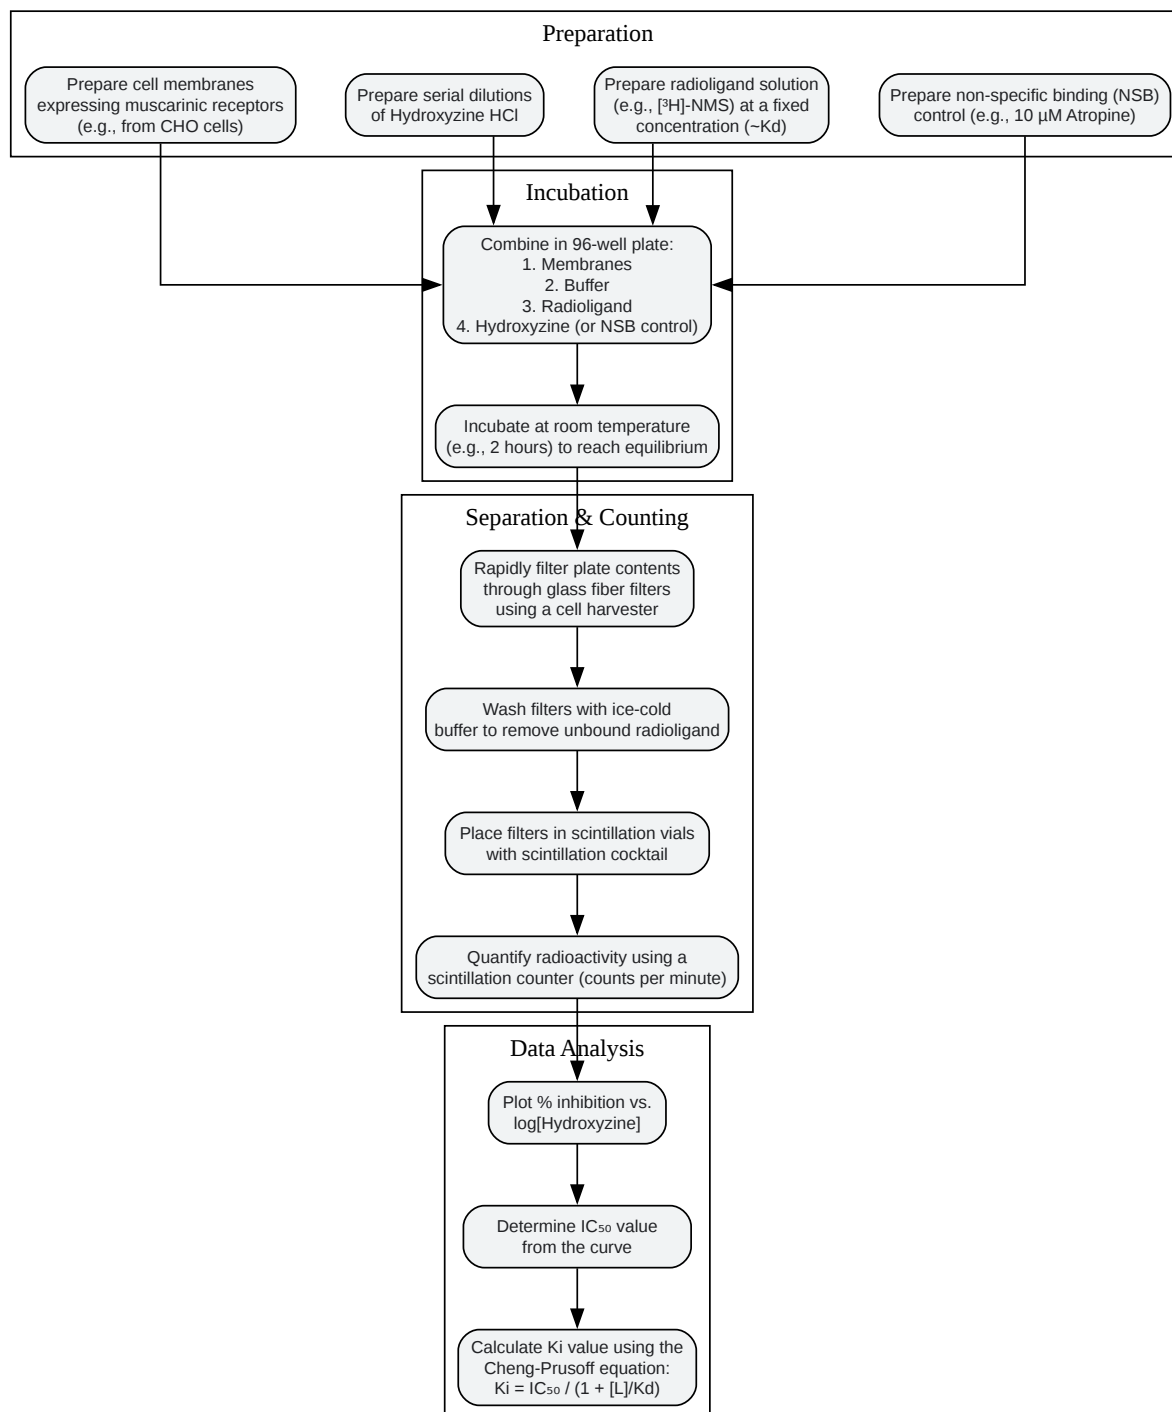 Preparation
Prepare cell membranes
expressing muscarinic receptors
(e.g., from CHO cells)
Prepare serial dilutions
of Hydroxyzine HCl
Prepare radioligand solution
(e.g., [³H]-NMS) at a fixed
concentration (~Kd)
Prepare non-specific binding (NSB)
control (e.g., 10 µM Atropine)
Incubation
Combine in 96-well plate:
1. Membranes
2. Buffer
3. Radioligand
4. Hydroxyzine (or NSB control)
Incubate at room temperature
(e.g., 2 hours) to reach equilibrium
Separation & Counting
Rapidly filter plate contents
through glass fiber filters
using a cell harvester
Wash filters with ice-cold
buffer to remove unbound radioligand
Place filters in scintillation vials
with scintillation cocktail
Quantify radioactivity using a
scintillation counter (counts per minute)
Data Analysis
Plot % inhibition vs.
log[Hydroxyzine]
Determine IC₅₀ value
from the curve
Calculate Ki value using the
Cheng-Prusoff equation:
Ki = IC₅₀ / (1 + [L]/Kd)